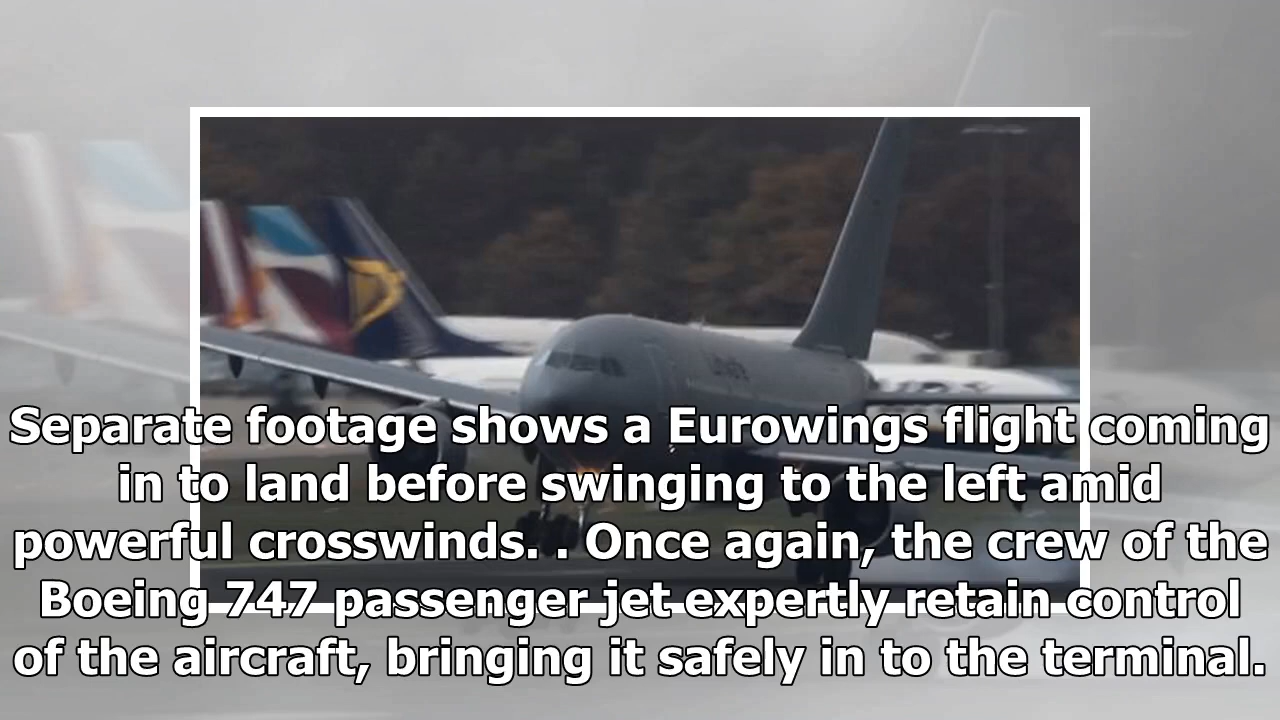 Separate footage shows a Eurowings flight coming
in to land before swinging to the left amid
powerful crosswinds. . Once again, the crew of the
Boeing 747 passenger jet expertly retain control
of the aircraft, bringing it safely in to the terminal.